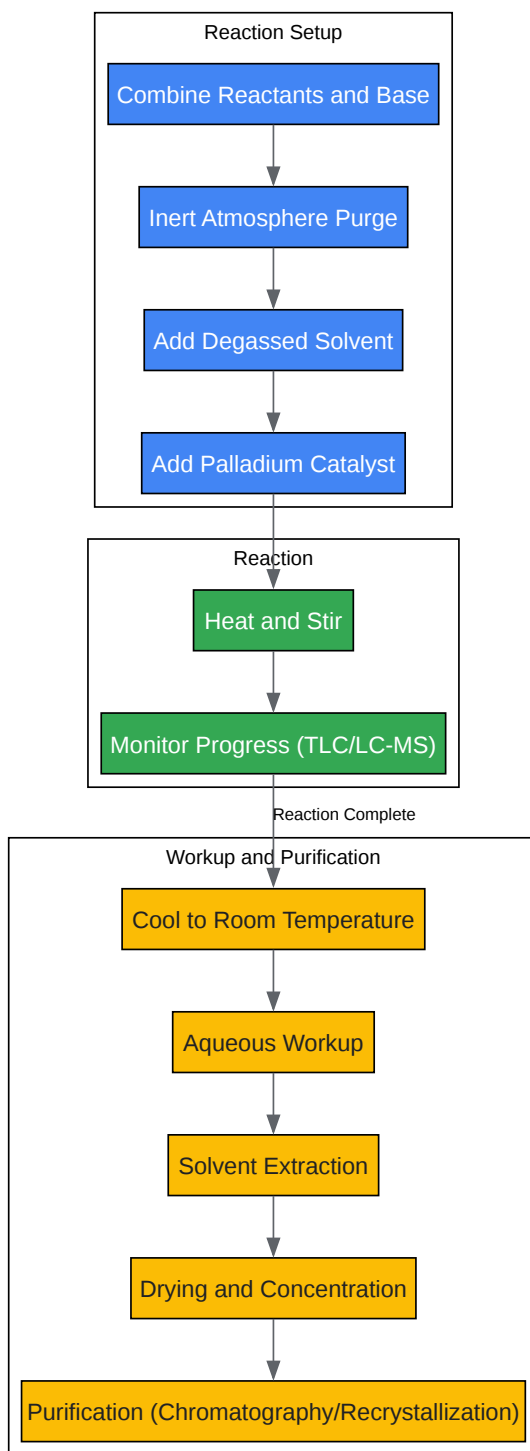 Reaction Setup
Combine Reactants and Base
Inert Atmosphere Purge
Add Degassed Solvent
Add Palladium Catalyst
Reaction
Heat and Stir
Monitor Progress (TLC/LC-MS)
Reaction Complete
Workup and Purification
Cool to Room Temperature
Aqueous Workup
Solvent Extraction
Drying and Concentration
Purification (Chromatography/Recrystallization)